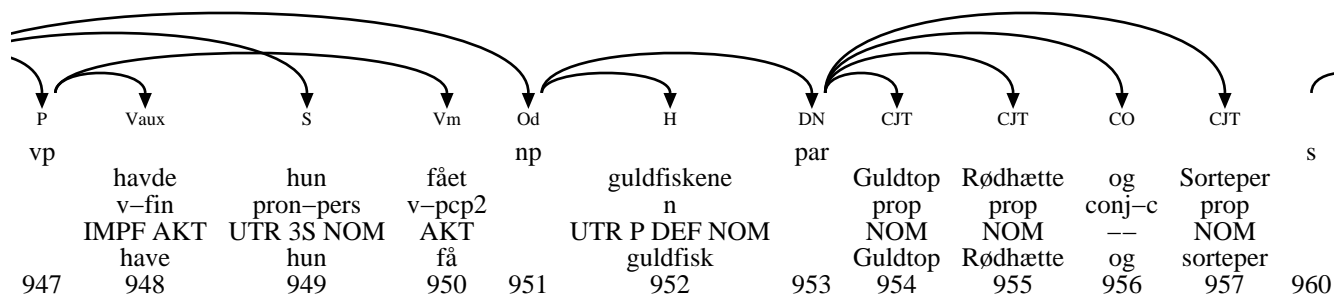 P Vaux S Vm Od H DN CJT CJT CO CJT
vp np par s
havde hun fået guldfiskene Guldtop Rødhætte og Sorteper
v−fin pron−pers v−pcp2 n prop prop conj−c prop
IMPF AKT UTR 3S NOM AKT UTR P DEF NOM NOM NOM −− NOM
have hun få guldfisk Guldtop Rødhætte og sorteper
947 948 949 950 951 952 953 954 955 956 957 960